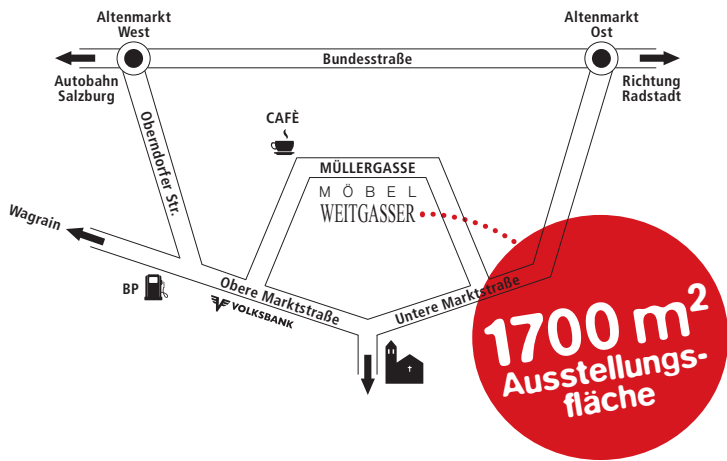 Altenmarkt
West
Altenmarkt
Ost
Bundesstraße
Autobahn
Salzburg
Richtung
Radstadt
Oberndorfer Str.
CAFÈ
MÜLLERGASSE
MÖBEL
WEITGASSER
Wagrain
BP
Obere Marktstraße
VOLKSBANK
Untere Marktstraße
1700 m²
Ausstellungs-
fläche